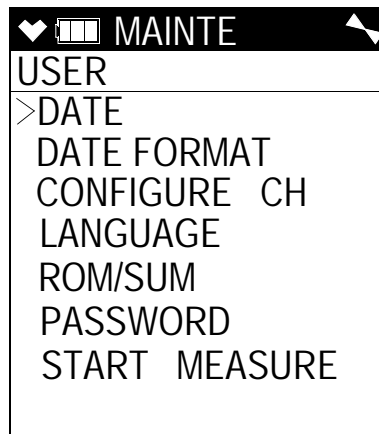 MAINTE
USER
>DATE
DATE FORMAT
CONFIGURE CH
LANGUAGE
ROM/SUM
PASSWORD
START MEASURE